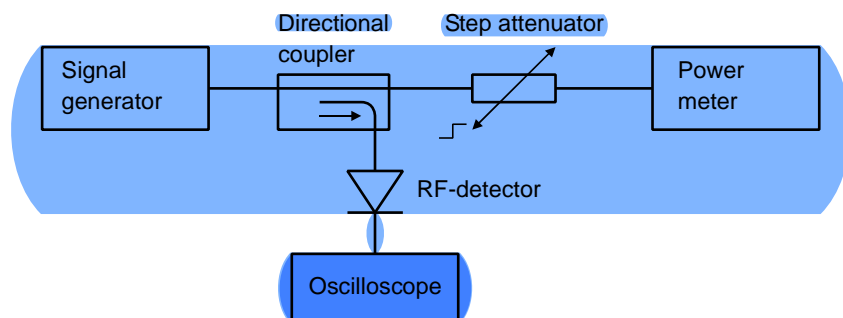 Directional
coupler
Step attenuator
Signal
generator
Power
meter
RF-detector
Oscilloscope